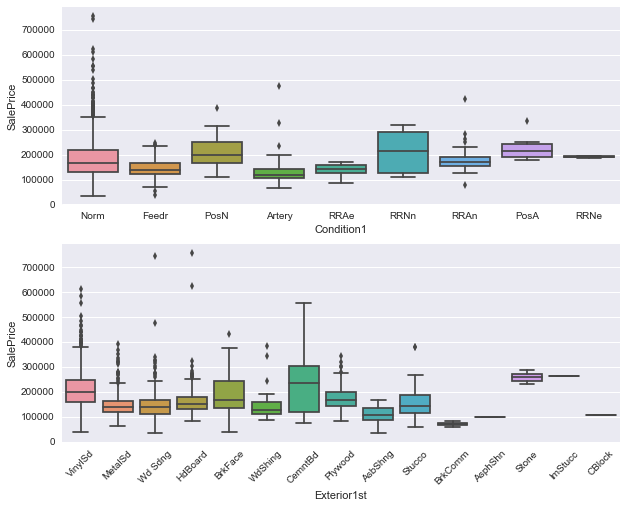 700000
600000
500000
400000
300000
200000
100000
0
SalePrice
Norm Feedr PosN Artery RRAe RRNn RRAn PosA RRNe
Condition1
700000
600000
500000
400000
300000
200000
100000
0
SalePrice
VinylSd MetalSd Wd Sdng HdBoard BrkFace WdShing CemntBd Plywood AsbShng Stucco BrkComm AsphShn Stone ImStucc CBlock
Exterior1st